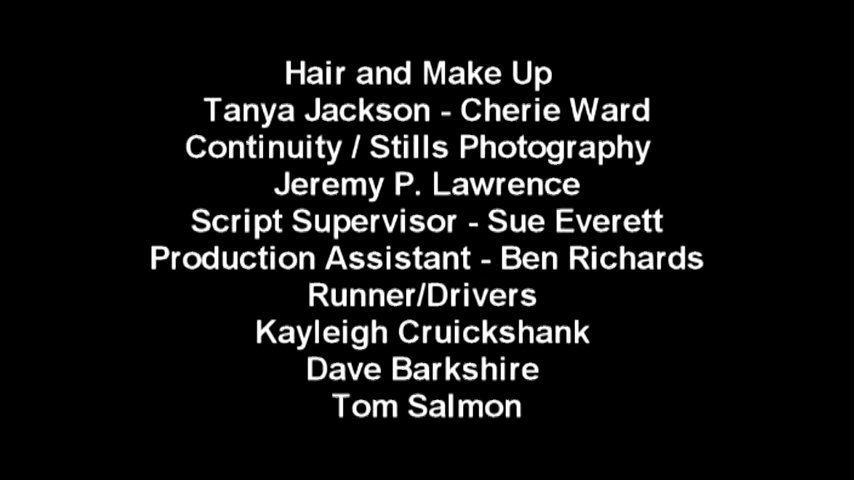 Hair and Make Up
Tanya Jackson - Cherie Ward
Continuity / Stills Photography
Jeremy P. Lawrence
Script Supervisor - Sue Everett
Production Assistant - Ben Richards
Runner/Drivers
Kayleigh Cruickshank
Dave Barkshire
Tom Salmon